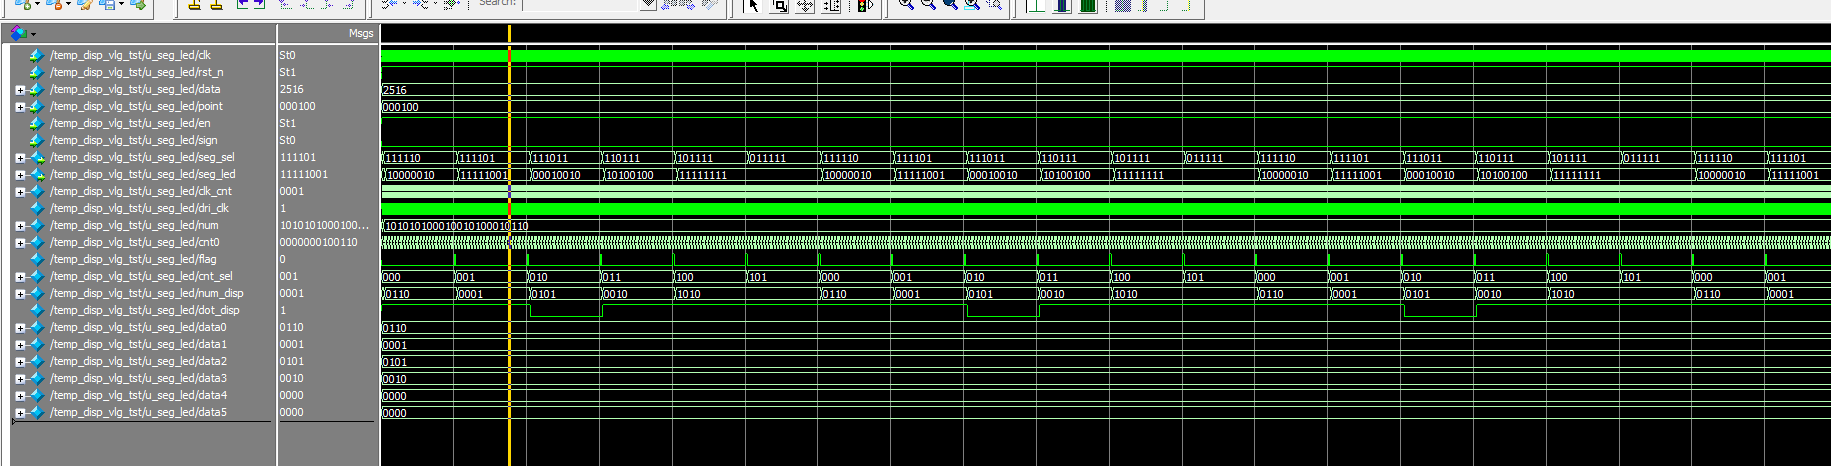 Search:
Msgs
/temp_disp_vlg_tst/u_seg_led/clk St0
/temp_disp_vlg_tst/u_seg_led/rst_n St1
/temp_disp_vlg_tst/u_seg_led/data 2516 2516
/temp_disp_vlg_tst/u_seg_led/point 000100 000100
/temp_disp_vlg_tst/u_seg_led/en St1
/temp_disp_vlg_tst/u_seg_led/sign St0
/temp_disp_vlg_tst/u_seg_led/seg_sel 111101 111110 111101 111011 110111 101111 011111 111110 111101 111011 110111 101111 011111 111110 111101 111011 110111 101111 011111 111110 111101
/temp_disp_vlg_tst/u_seg_led/seg_led 11111001 10000010 11111001 00010010 10100100 11111111 10000010 11111001 00010010 10100100 11111111 10000010 11111001 00010010 10100100 11111111 10000010 11111001
/temp_disp_vlg_tst/u_seg_led/clk_cnt 0001
/temp_disp_vlg_tst/u_seg_led/dri_clk 1
/temp_disp_vlg_tst/u_seg_led/num 1010101000100... 101010100010010100010110
/temp_disp_vlg_tst/u_seg_led/cnt0 0000000100110
/temp_disp_vlg_tst/u_seg_led/flag 0
/temp_disp_vlg_tst/u_seg_led/cnt_sel 001 000 001 010 011 100 101 000 001 010 011 100 101 000 001 010 011 100 101 000 001
/temp_disp_vlg_tst/u_seg_led/num_disp 0001 0110 0001 0101 0010 1010 0110 0001 0101 0010 1010 0110 0001 0101 0010 1010 0110 0001
/temp_disp_vlg_tst/u_seg_led/dot_disp 1
/temp_disp_vlg_tst/u_seg_led/data0 0110 0110
/temp_disp_vlg_tst/u_seg_led/data1 0001 0001
/temp_disp_vlg_tst/u_seg_led/data2 0101 0101
/temp_disp_vlg_tst/u_seg_led/data3 0010 0010
/temp_disp_vlg_tst/u_seg_led/data4 0000 0000
/temp_disp_vlg_tst/u_seg_led/data5 0000 0000